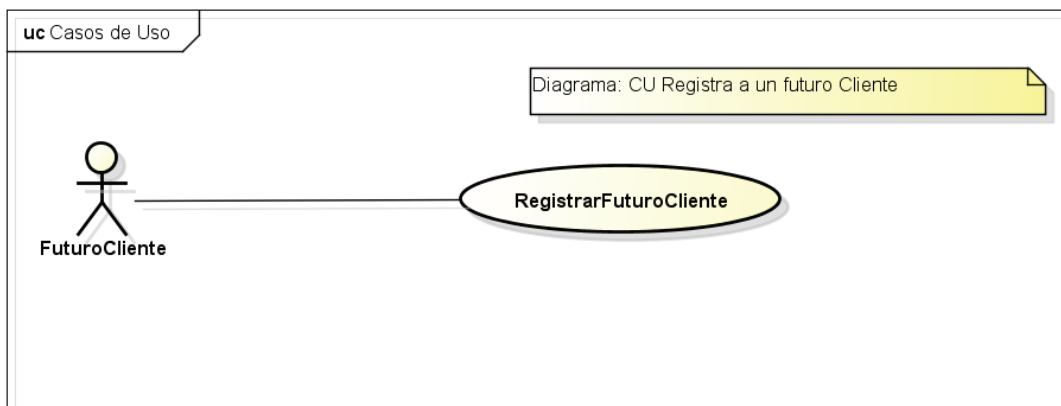 uc Casos de Uso
Diagrama: CU Registra a un futuro Cliente
RegistrarFuturoCliente
FuturoCliente